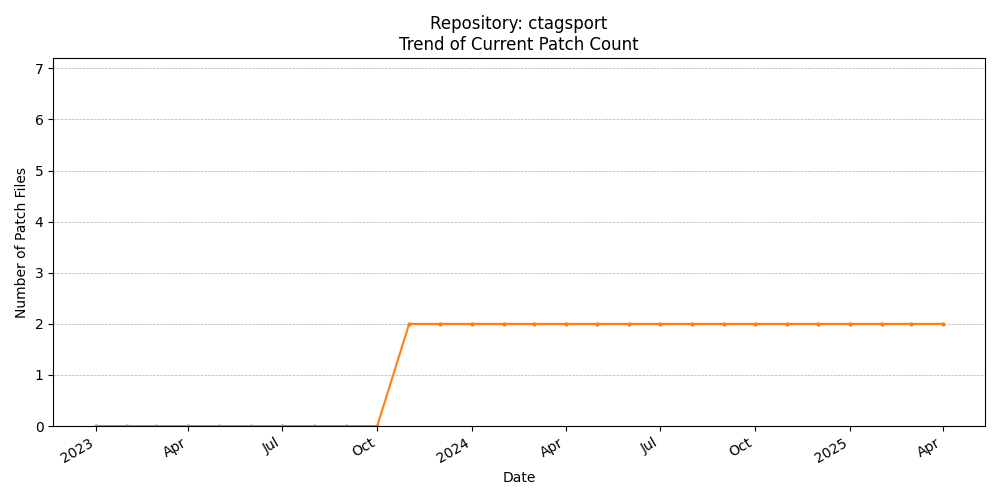 Repository: ctagsport
Trend of Current Patch Count
7
6
5
4
3
2
1
0
Number of Patch Files
2023
Apr
Jul
Oct
2024
Apr
Jul
Oct
2025
Apr
Date